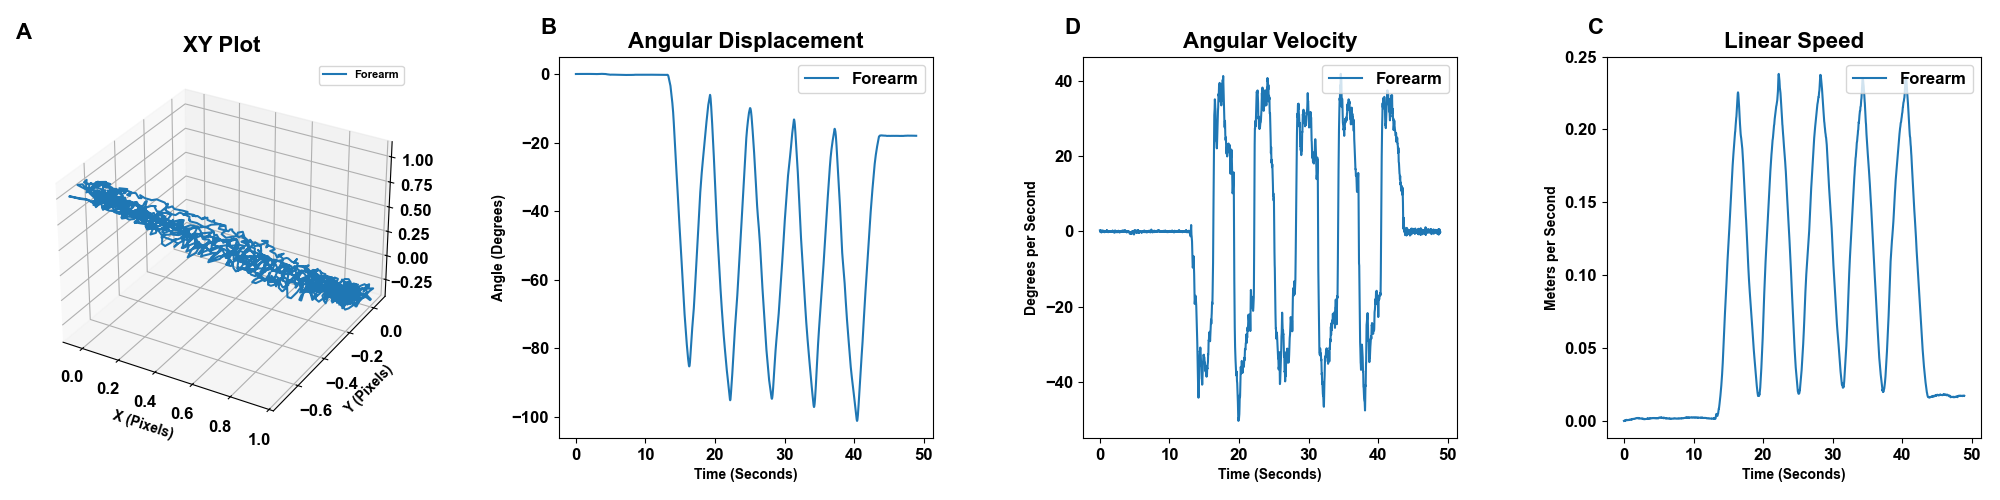 A
XY Plot
Forearm
1.00
0.75
0.50
0.25
0.00
−0.25
0.0
−0.2
−0.4
−0.6
Y (Pixels)
0.0
0.2
0.4
0.6
0.8
1.0
X (Pixels)
B
Angular Displacement
Forearm
0
−20
−40
−60
−80
−100
Angle (Degrees)
0 10 20 30 40 50
Time (Seconds)
D
Angular Velocity
Forearm
40
20
0
−20
−40
Degrees per Second
0 10 20 30 40 50
Time (Seconds)
C
Linear Speed
Forearm
0.25
0.20
0.15
0.10
0.05
0.00
Meters per Second
0 10 20 30 40 50
Time (Seconds)